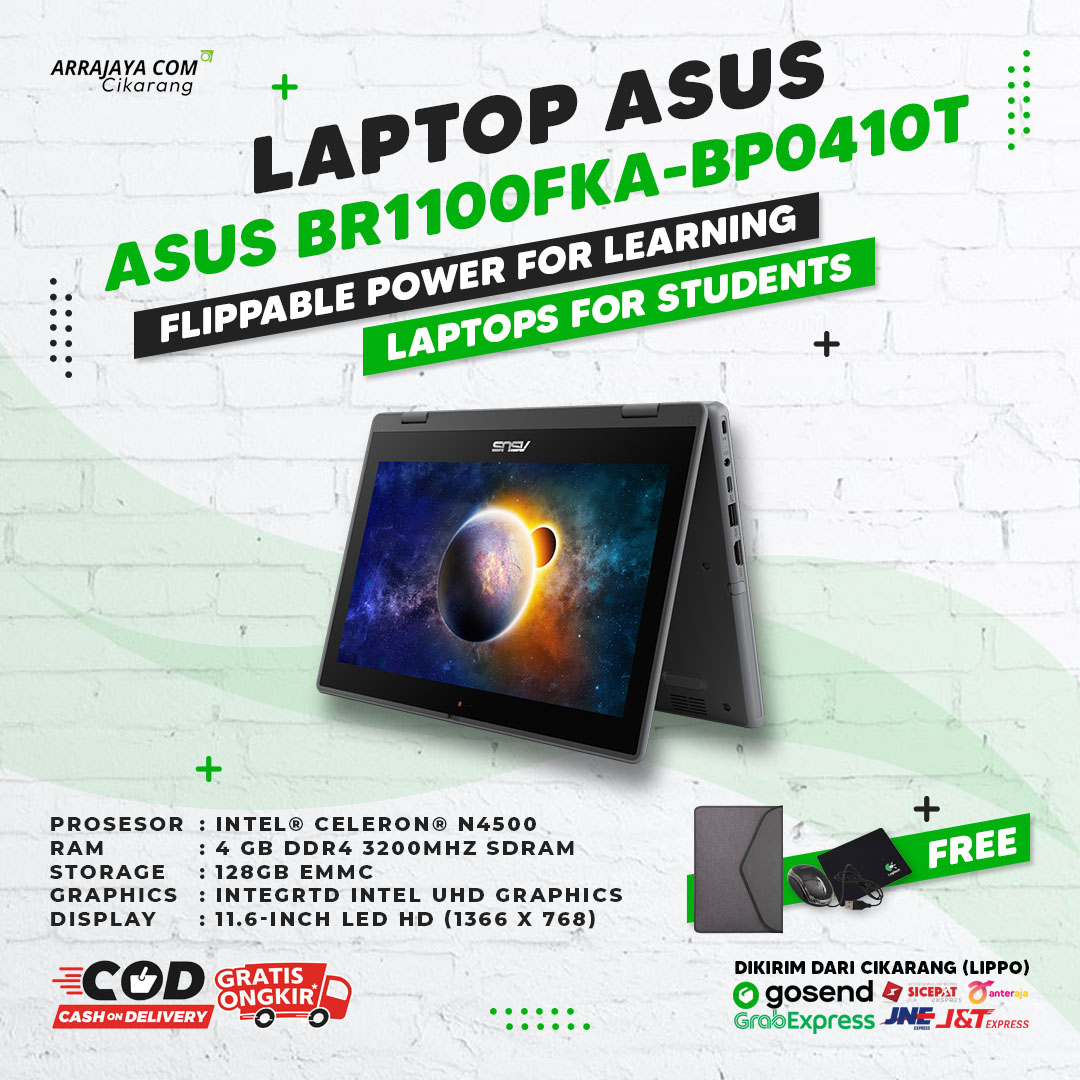 ARRAJAYA COM
Cikarang
LAPTOP ASUS
ASUS BR1100FKA-BP0410T
FLIPPABLE POWER FOR LEARNING
LAPTOPS FOR STUDENTS
ASUS
PROSESOR : INTEL® CELERON® N4500
RAM : 4 GB DDR4 3200MHZ SDRAM
STORAGE : 128GB EMMC
GRAPHICS : INTEGRTD INTEL UHD GRAPHICS
DISPLAY : 11.6-INCH LED HD (1366 X 768)
FREE
Logitech
COD
CASH ON DELIVERY
GRATIS
ONGKIR*
DIKIRIM DARI CIKARANG (LIPPO)
gosend
SICEPAT
EKSPRES
anteraja
GrabExpress
JNE
EXPRESS
J&T EXPRESS